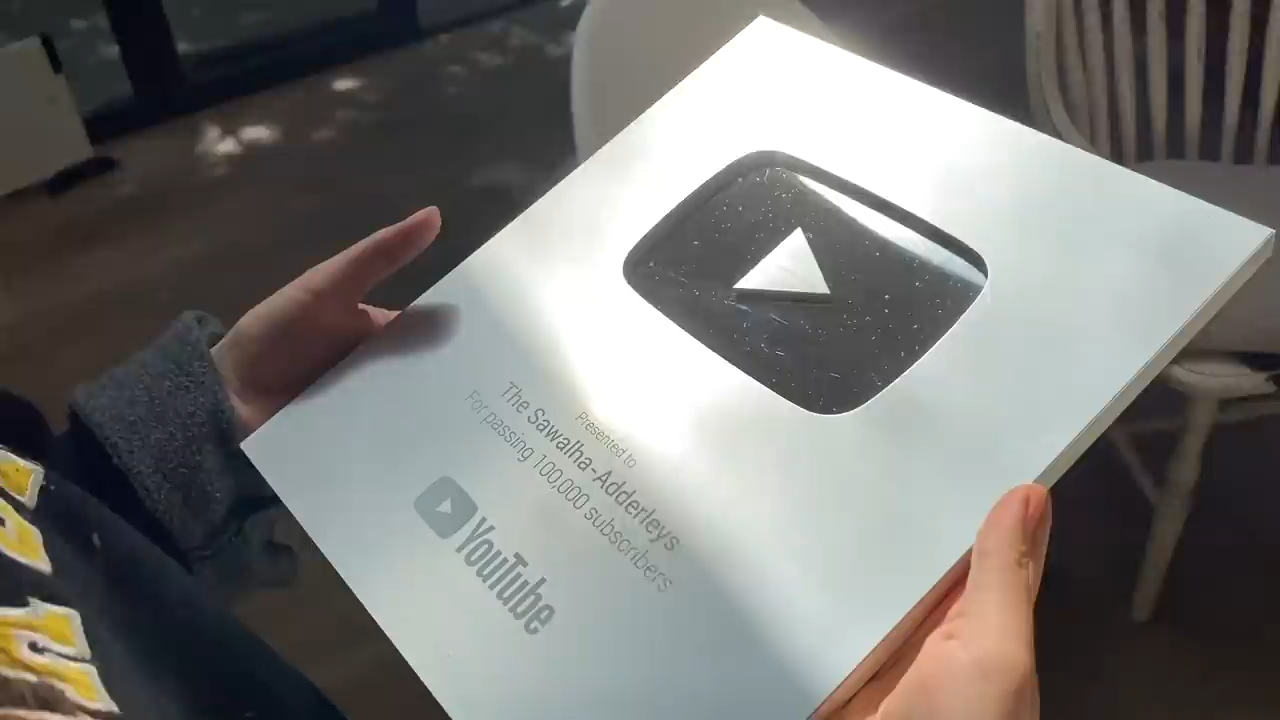 Presented to
The Sawalha-Adderleys
For passing 100,000 subscribers
YouTube